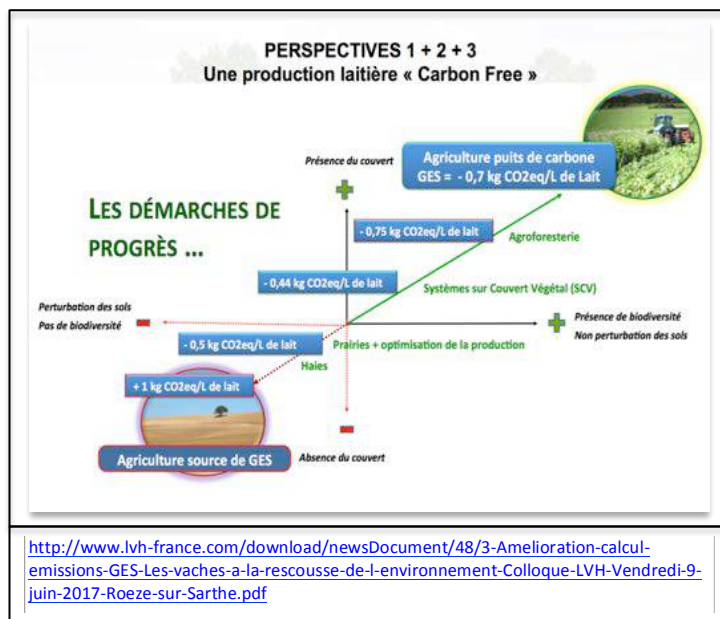 PERSPECTIVES 1 + 2 + 3
Une production laitière « Carbon Free »
Présence du couvert
Agriculture puits de carbone
GES = - 0,7 kg CO2eq/L de Lait
LES DÉMARCHES DE
PROGRÈS ...
- 0,75 kg CO2eq/L de lait
Agroforesterie
- 0,44 kg CO2eq/L de lait
Systèmes sur Couvert Végétal (SCV)
Perturbation des sols
Pas de biodiversité
Présence de biodiversité
Non perturbation des sols
- 0,5 kg CO2eq/L de lait
Prairies + optimisation de la production
Haies
+ 1 kg CO2eq/L de lait
Agriculture source de GES
Absence du couvert
http://www.lvh-france.com/download/newsDocument/48/3-Amelioration-calcul-
emissions-GES-Les-vaches-a-la-rescousse-de-l-environnement-Colloque-LVH-Vendredi-9-
juin-2017-Roeze-sur-Sarthe.pdf